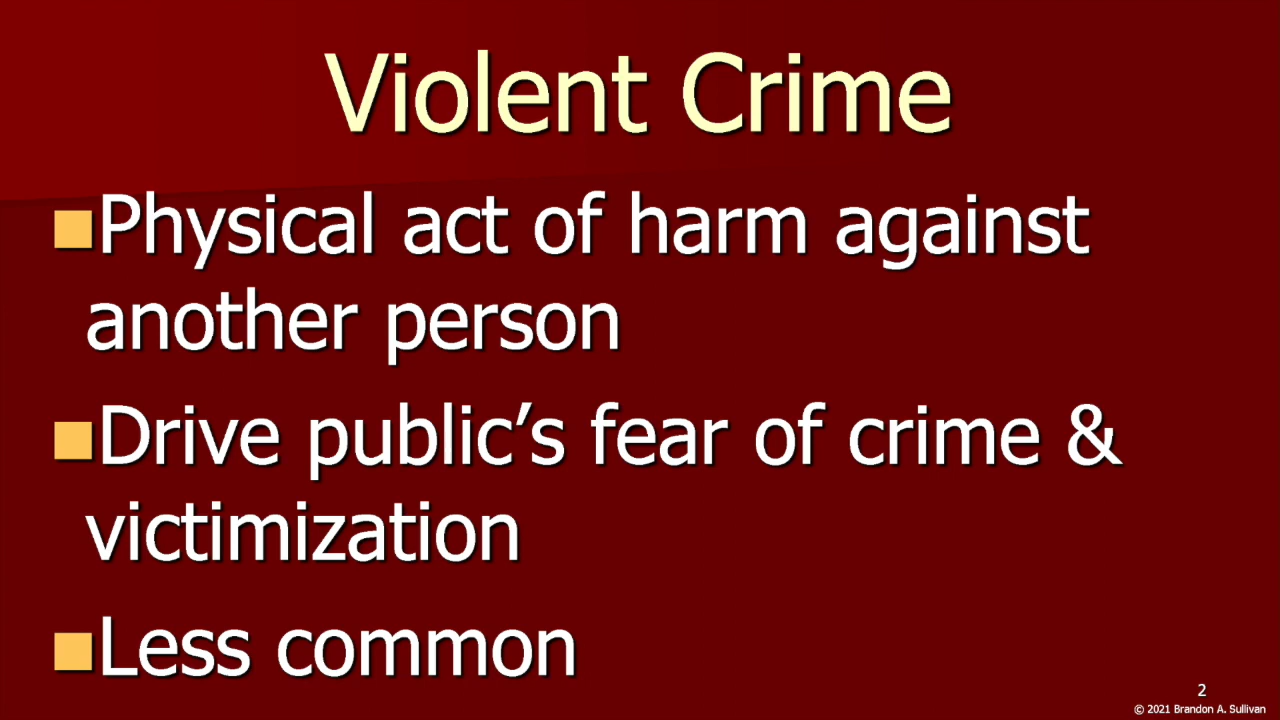 Violent Crime
Physical act of harm against
another person
Drive public’s fear of crime &
victimization
Less common
2
© 2021 Brandon A. Sullivan